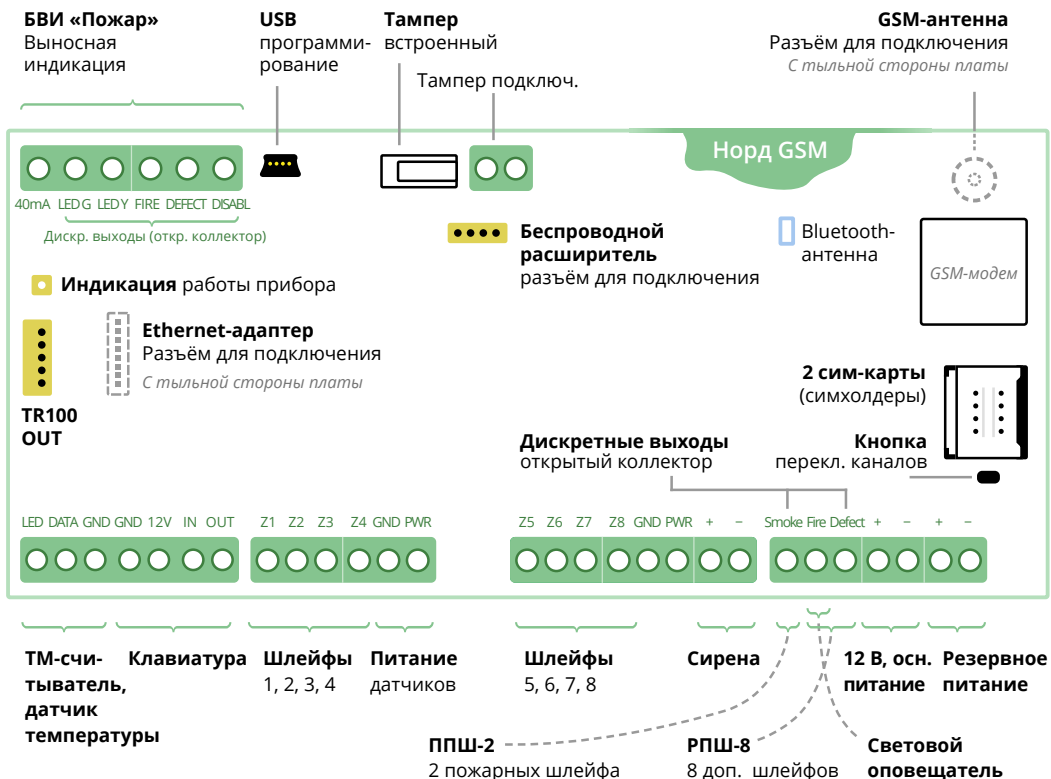 БВИ «Пожар»
Выносная
индикация
USB
программи-
рование
Тампер
встроенный
Тампер подключ.
GSM-антенна
Разъём для подключения
С тыльной стороны платы
Норд GSM
40mA LED G LED Y FIRE DEFECT DISABL
Дискр. выходы (откр. коллектор)
Беспроводной
расширитель
разъём для подключения
Bluetooth-
антенна
GSM-модем
Индикация работы прибора
Ethernet-адаптер
Разъём для подключения
С тыльной стороны платы
TR100
OUT
2 сим-карты
(симхолдеры)
Дискретные выходы
открытый коллектор
Кнопка
перекл. каналов
LED DATA GND GND 12V IN OUT Z1 Z2 Z3 Z4 GND PWR Z5 Z6 Z7 Z8 GND PWR + − Smoke Fire Defect + − + −
ТМ-счи-
тыватель,
датчик
температуры
Клавиатура
Шлейфы
1, 2, 3, 4
Питание
датчиков
Шлейфы
5, 6, 7, 8
Сирена
12 В, осн.
питание
Резервное
питание
ППШ-2
2 пожарных шлейфа
РПШ-8
8 доп. шлейфов
Световой
оповещатель